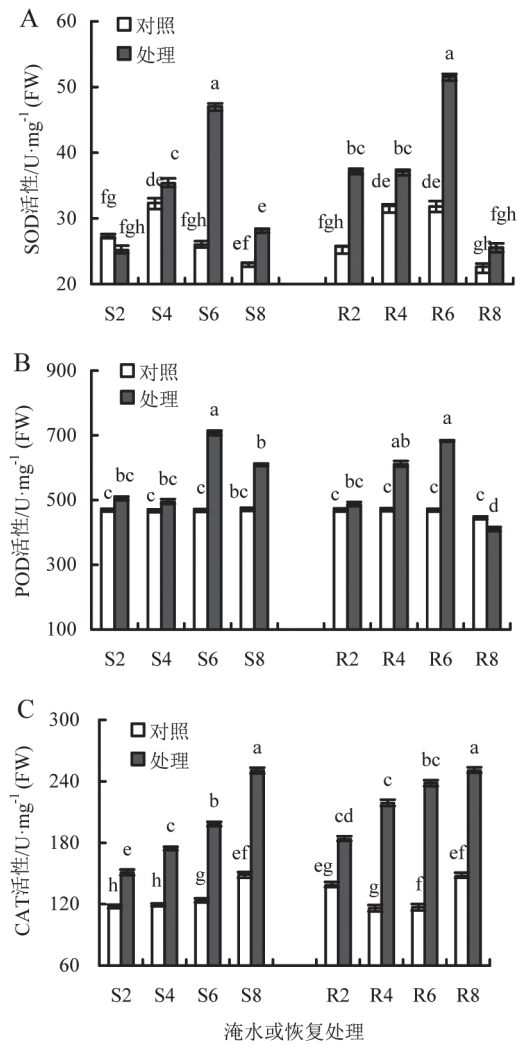 A
对照
处理
SOD活性/U·mg-1 (FW)
60
50
40
30
20
fg fgh de c fgh a ef e fgh bc de bc de a gh fgh
S2 S4 S6 S8 R2 R4 R6 R8
B
对照
处理
POD活性/U·mg-1 (FW)
900
700
500
300
100
c bc c bc c a bc b c bc c ab c a c d
S2 S4 S6 S8 R2 R4 R6 R8
C
对照
处理
CAT活性/U·mg-1 (FW)
300
240
180
120
60
h e h c g b ef a eg cd g c f bc ef a
S2 S4 S6 S8 R2 R4 R6 R8
淹水或恢复处理